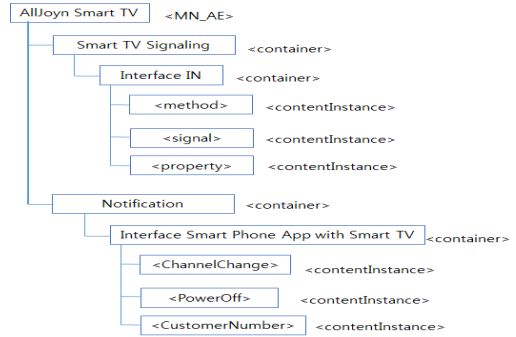 AllJoyn Smart TV <MN_AE>
Smart TV Signaling <container>
Interface IN <container>
<method> <contentInstance>
<signal> <contentInstance>
<property> <contentInstance>
Notification <container>
Interface Smart Phone App with Smart TV <container>
<ChannelChange> <contentInstance>
<PowerOff> <contentInstance>
<CustomerNumber> <contentInstance>